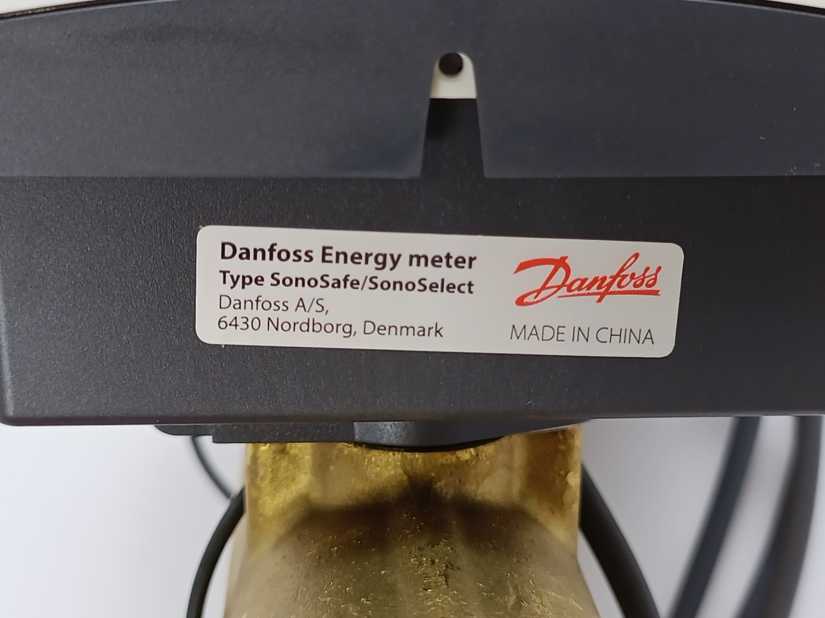 Danfoss Energy meter
Type SonoSafe/SonoSelect
Danfoss A/S,
6430 Nordborg, Denmark
Danfoss
MADE IN CHINA